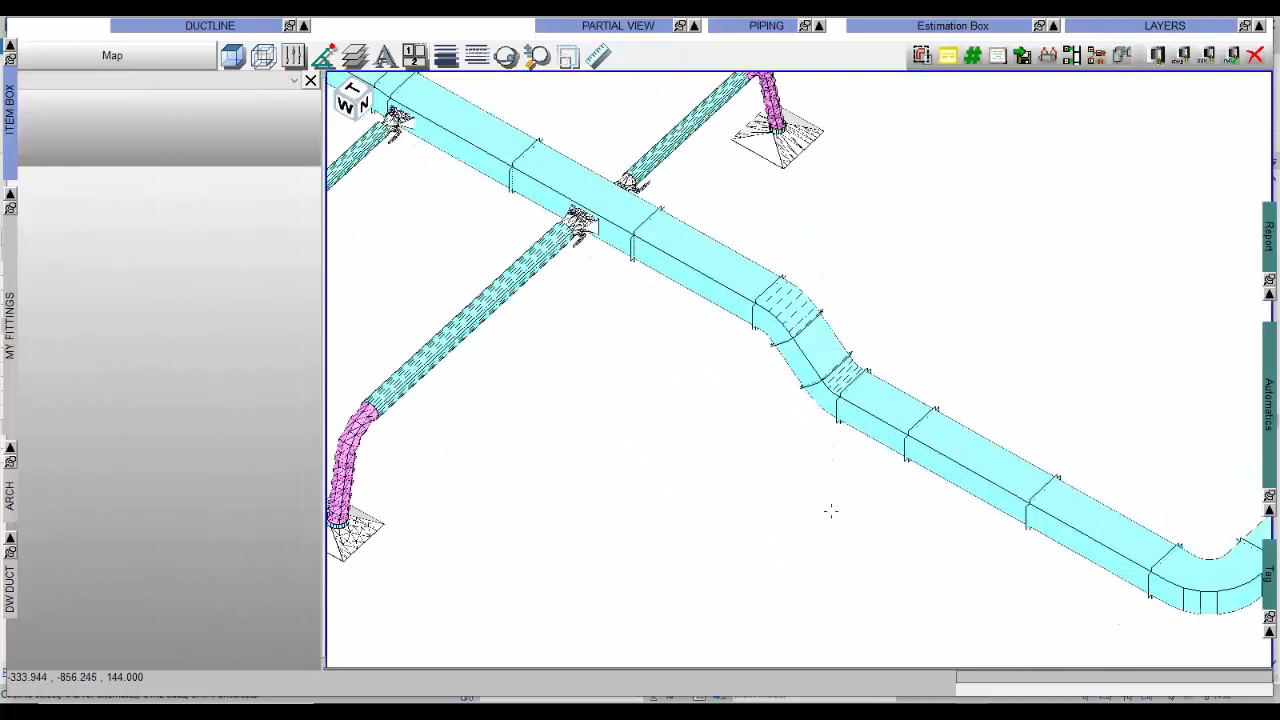 DUCTLINE
PARTIAL VIEW
PIPING
Estimation Box
LAYERS
Map
ITEM BOX
MY FITTINGS
ARCH
DW DUCT
T
W N
Report
Automatics
Tag
-333.944 , -856.245 , 144.000